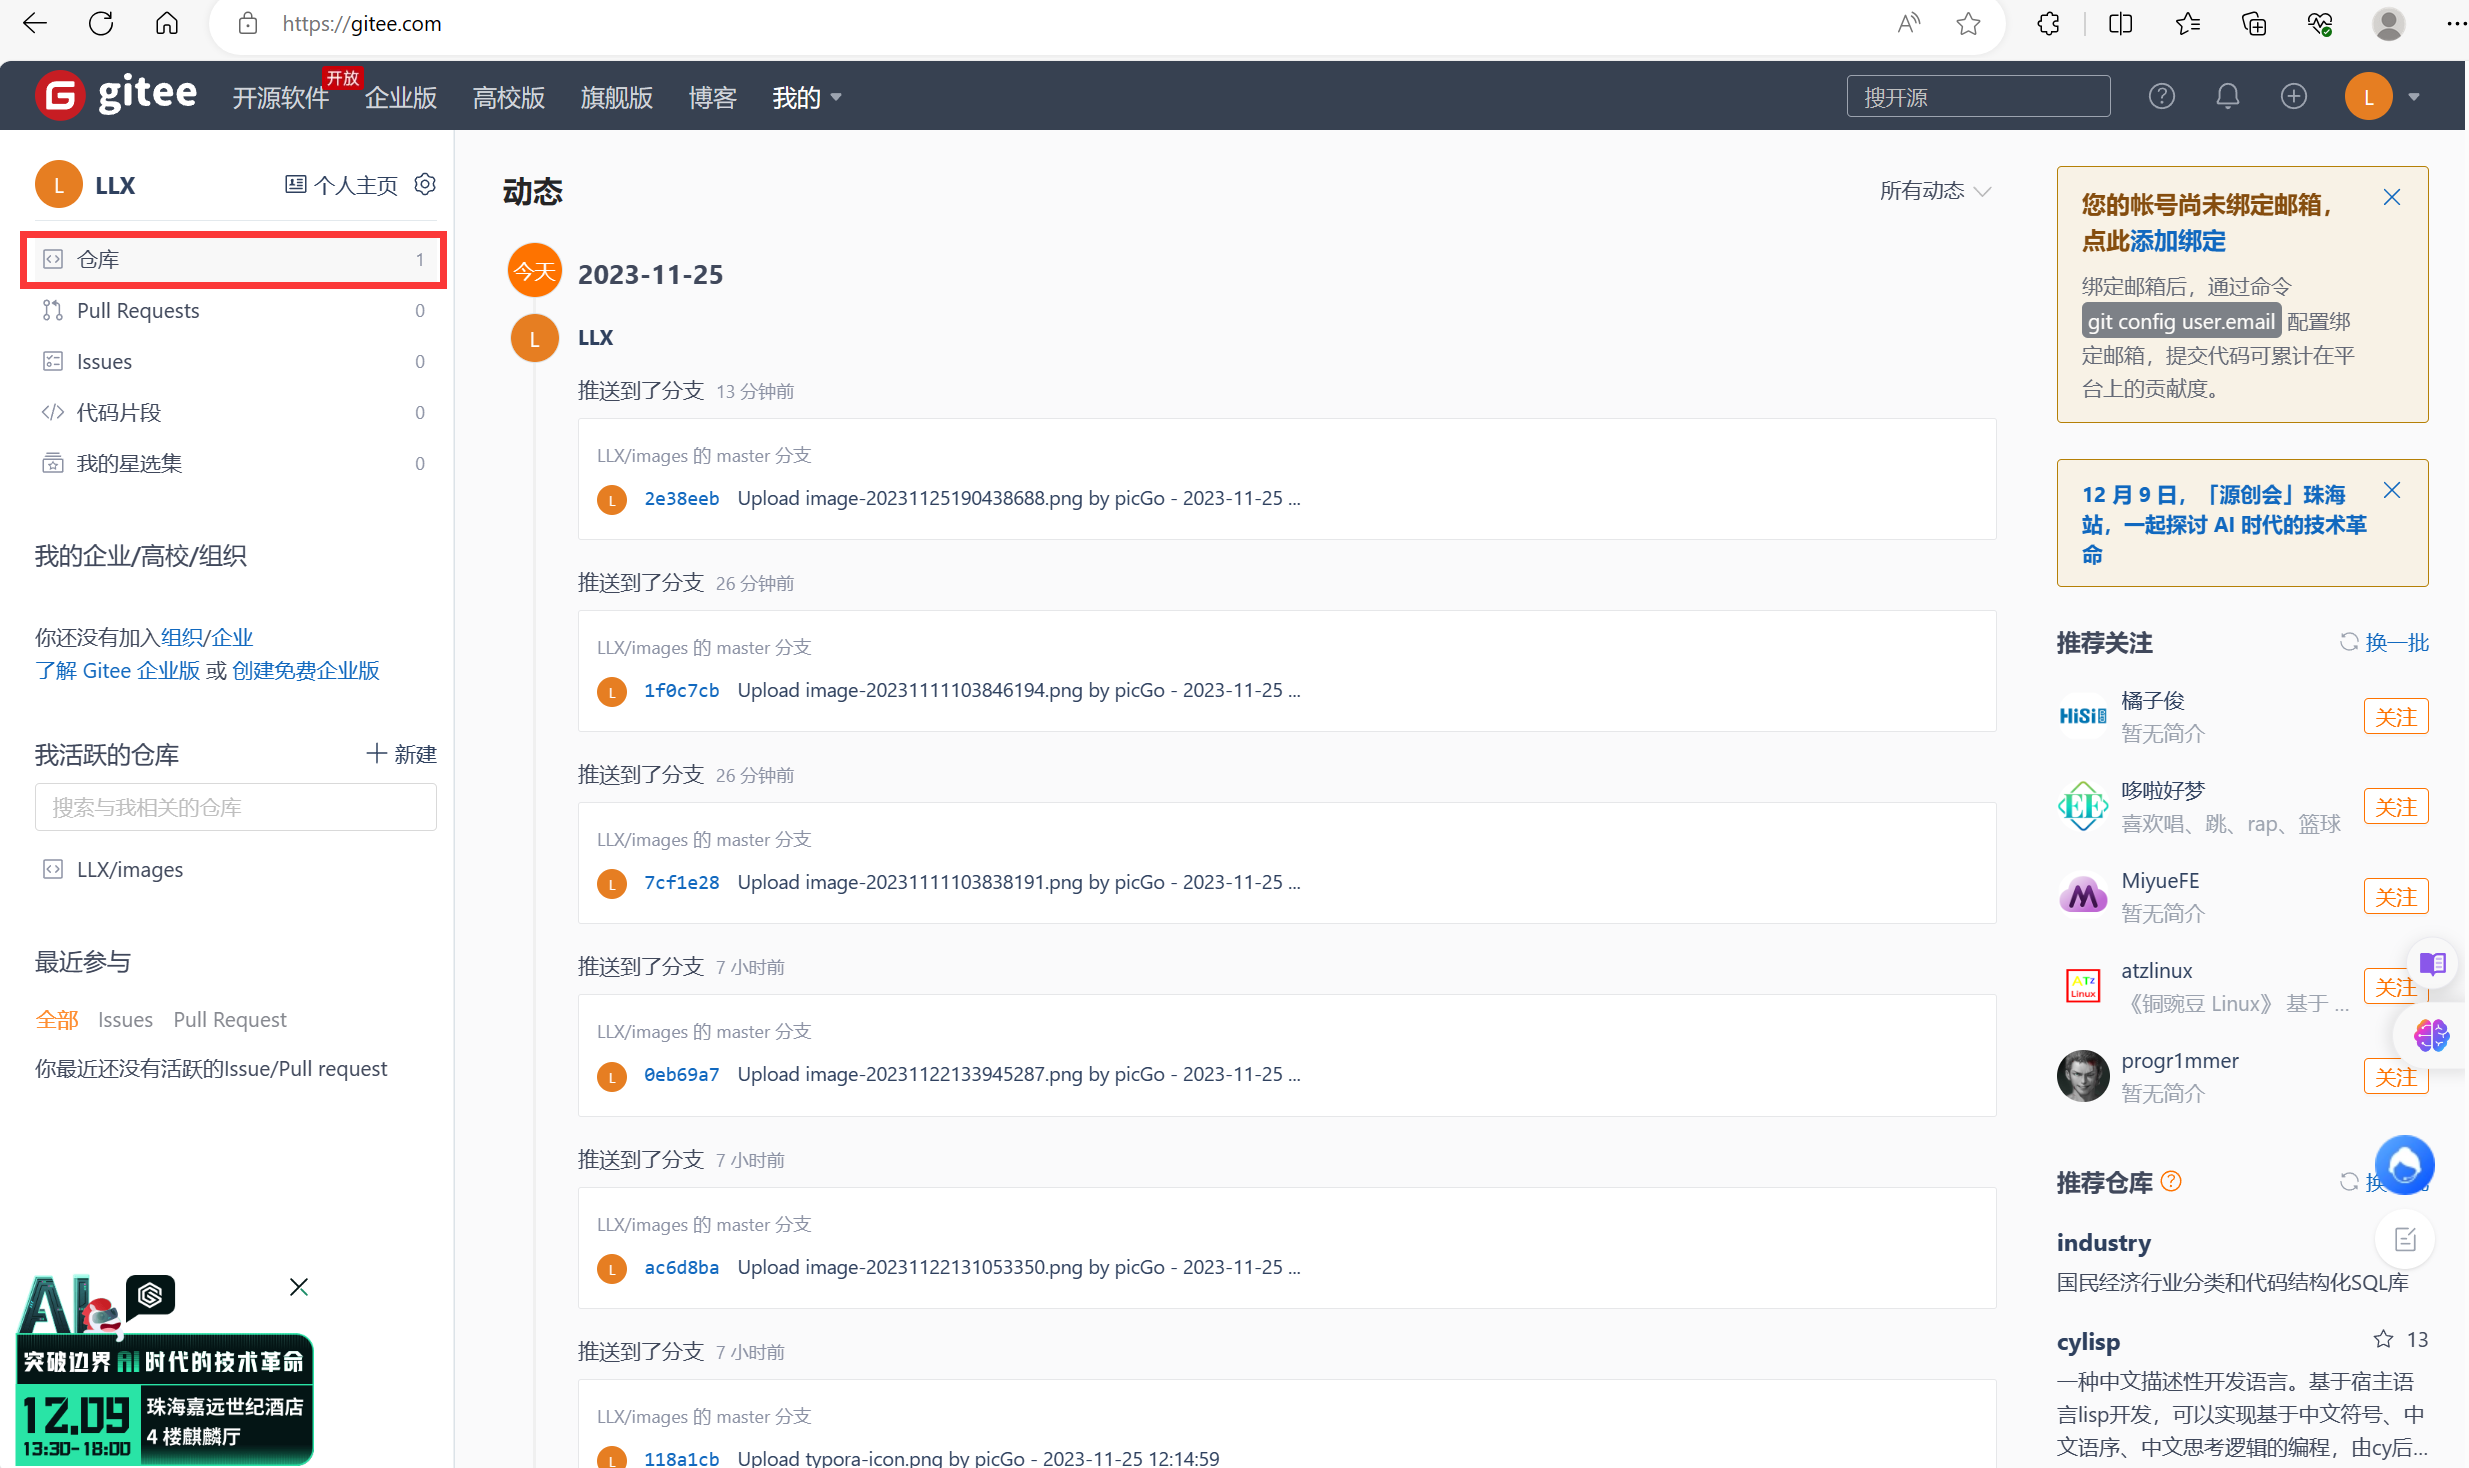 https://gitee.com
gitee
开源软件
开放
企业版
高校版
旗舰版
博客
我的
搜开源
L
L
LLX
个人主页
仓库 1
Pull Requests 0
Issues 0
代码片段 0
我的星选集 0
我的企业/高校/组织
你还没有加入组织/企业
了解 Gitee 企业版 或 创建免费企业版
我活跃的仓库
新建
搜索与我相关的仓库
LLX/images
最近参与
全部 Issues Pull Request
你最近还没有活跃的Issue/Pull request
AI
突破边界 AI 时代的技术革命
12.09
13:30-18:00
珠海嘉远世纪酒店
4 楼麒麟厅
动态
所有动态
今天
2023-11-25
L
LLX
推送到了分支 13 分钟前
LLX/images 的 master 分支
L
2e38eeb Upload image-20231125190438688.png by picGo - 2023-11-25 ...
推送到了分支 26 分钟前
LLX/images 的 master 分支
L
1f0c7cb Upload image-20231111103846194.png by picGo - 2023-11-25 ...
推送到了分支 26 分钟前
LLX/images 的 master 分支
L
7cf1e28 Upload image-20231111103838191.png by picGo - 2023-11-25 ...
推送到了分支 7 小时前
LLX/images 的 master 分支
L
0eb69a7 Upload image-20231122133945287.png by picGo - 2023-11-25 ...
推送到了分支 7 小时前
LLX/images 的 master 分支
L
ac6d8ba Upload image-20231122131053350.png by picGo - 2023-11-25 ...
推送到了分支 7 小时前
LLX/images 的 master 分支
L
118a1cb Upload typora-icon.png by picGo - 2023-11-25 12:14:59
您的帐号尚未绑定邮箱，
点此添加绑定
绑定邮箱后，通过命令
git config user.email 配置绑
定邮箱，提交代码可累计在平
台上的贡献度。
12 月 9 日，「源创会」珠海
站，一起探讨 AI 时代的技术革
命
推荐关注
换一批
橘子俊
暂无简介
关注
EE
哆啦好梦
喜欢唱、跳、rap、篮球
关注
MiyueFE
暂无简介
关注
ATz
Linux
atzlinux
《铜豌豆 Linux》 基于 ...
关注
progr1mmer
暂无简介
关注
推荐仓库
换
industry
国民经济行业分类和代码结构化SQL库
cylisp
13
一种中文描述性开发语言。基于宿主语
言lisp开发，可以实现基于中文符号、中
文语序、中文思考逻辑的编程，由cy后...